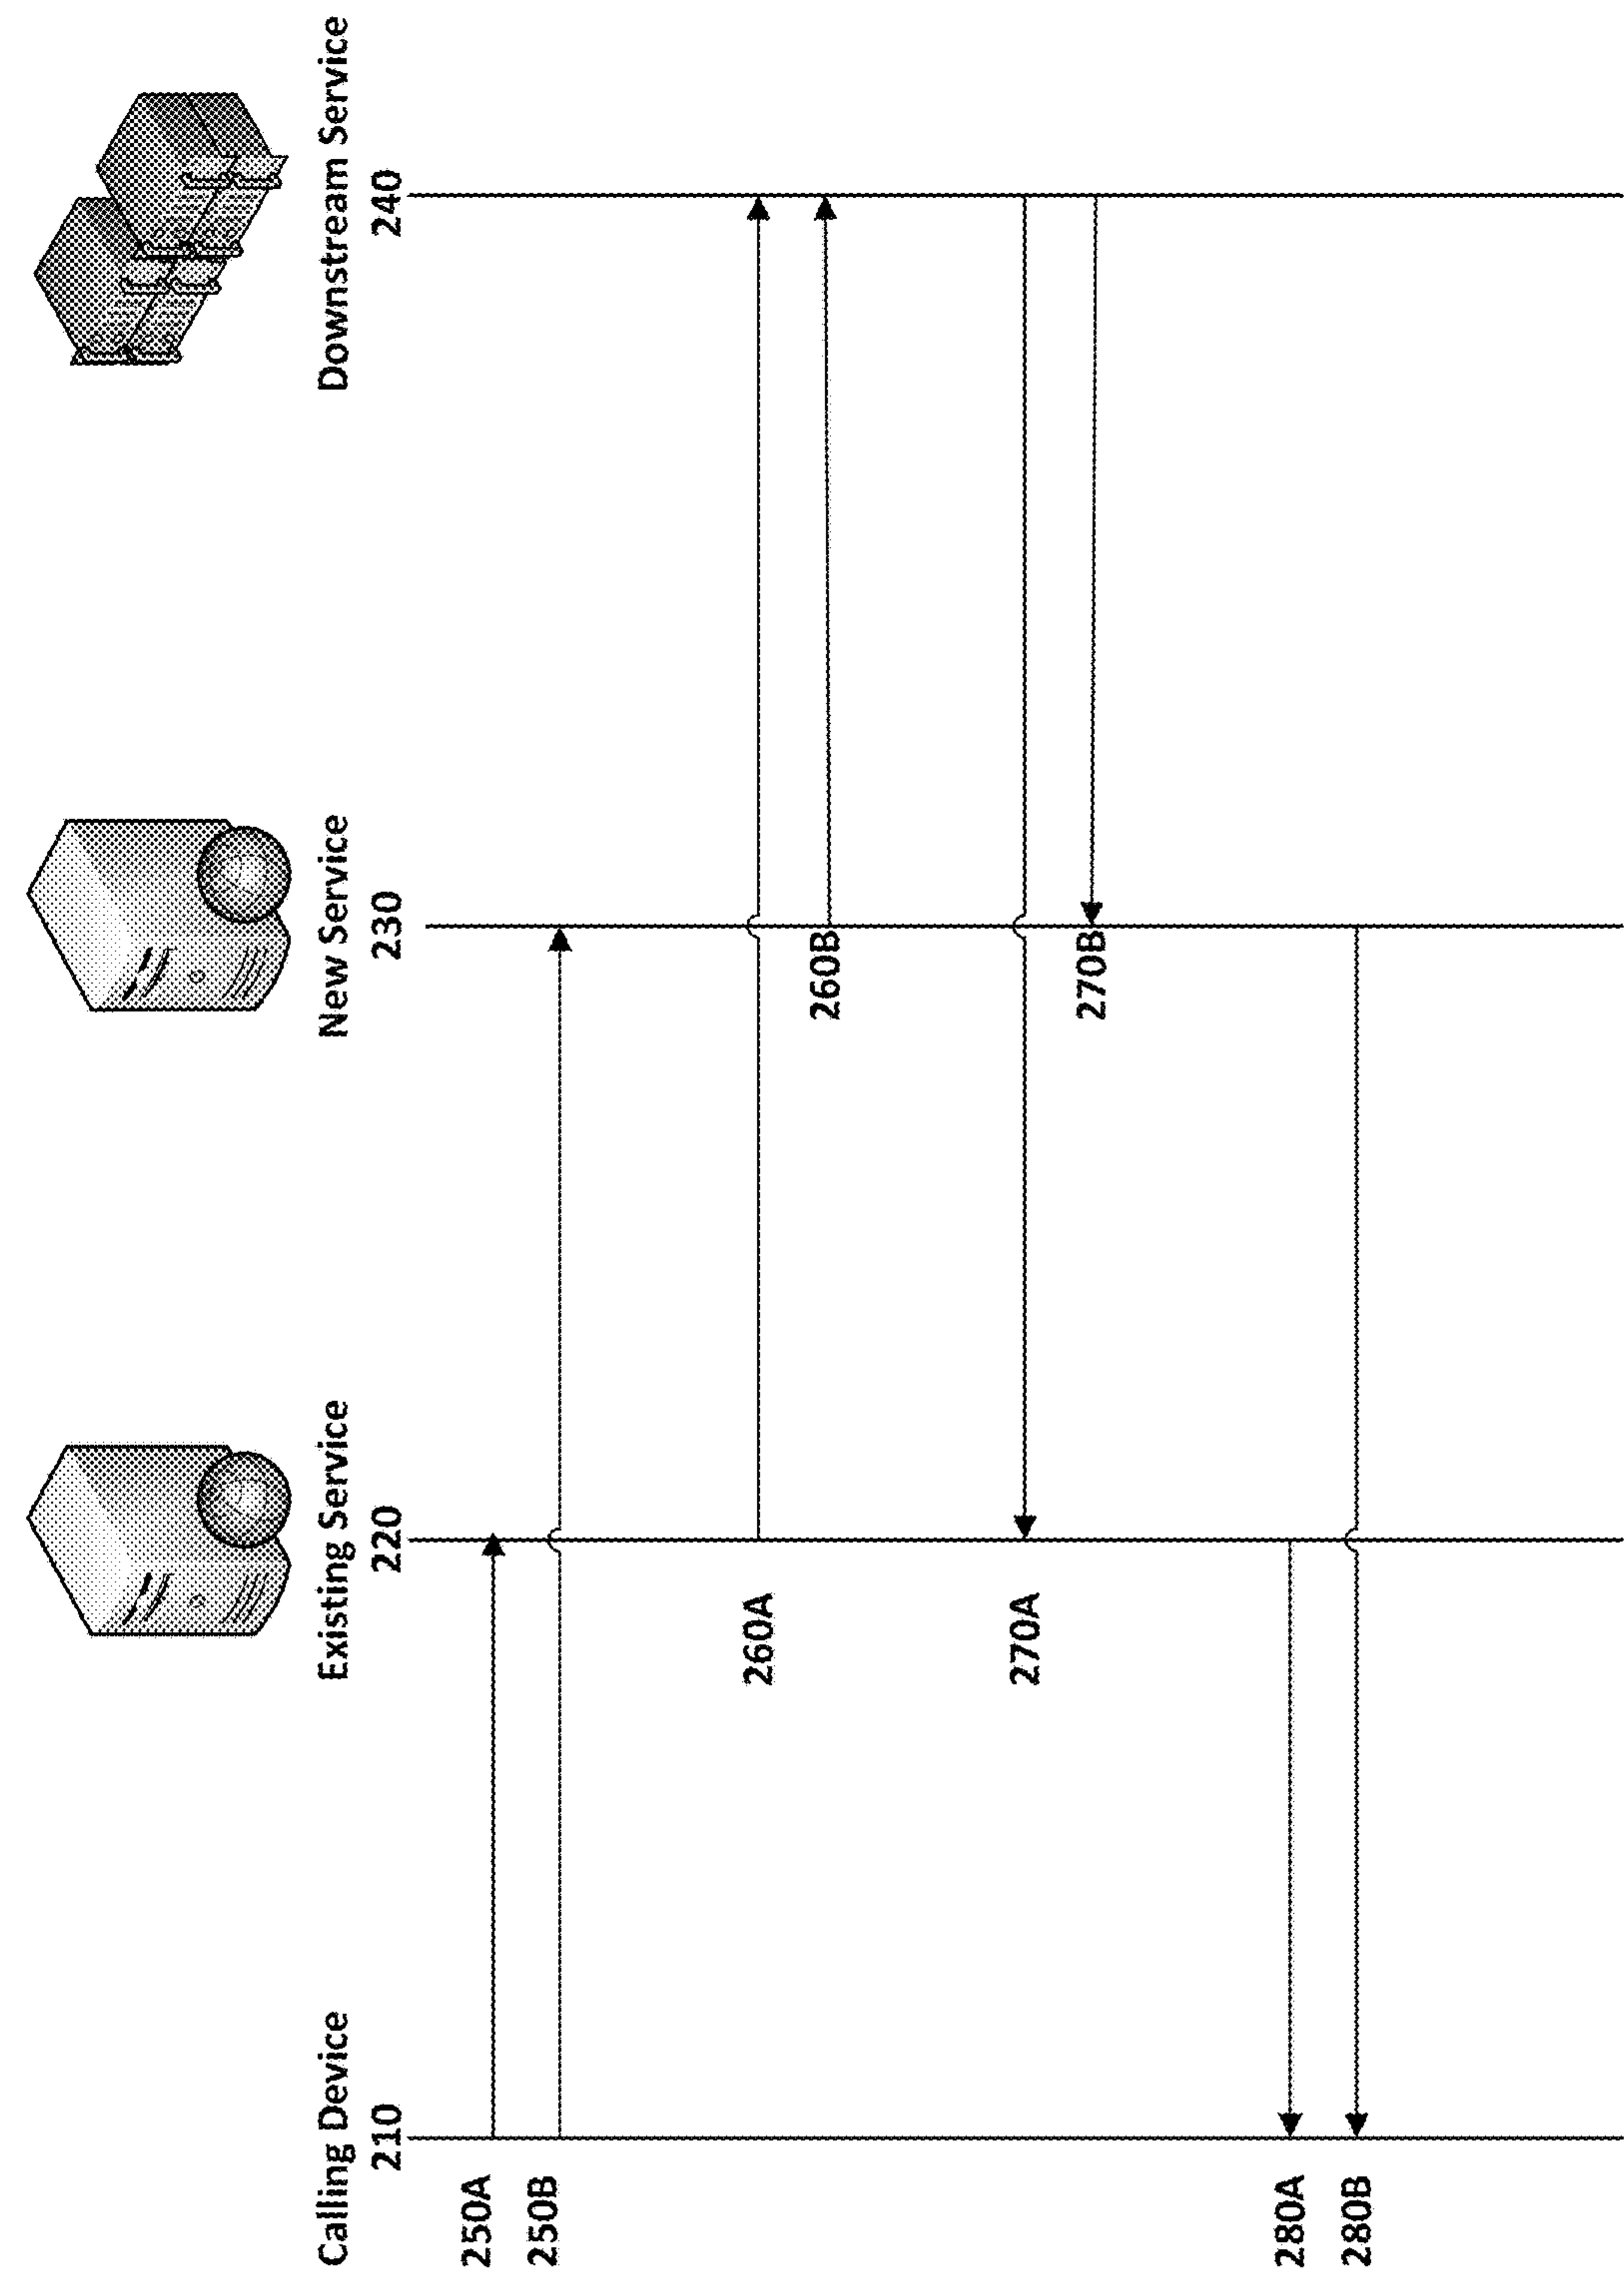 Calling Device
210
Existing Service
220
New Service
230
Downstream Service
240
250A
250B
260A
260B
270A
270B
280A
280B